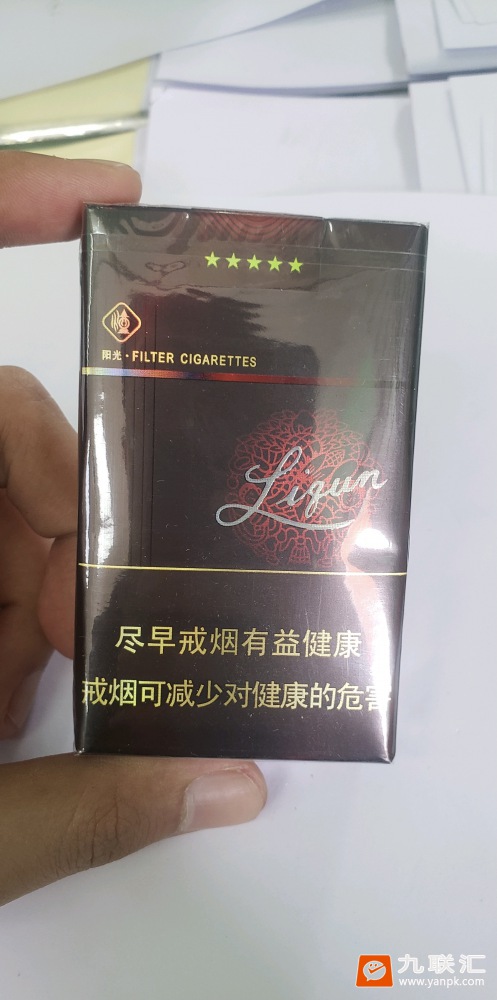 阳光·FILTER CIGARETTES
Liqun
尽早戒烟有益健康
戒烟可减少对健康的危害
九联汇
www.yanpk.com